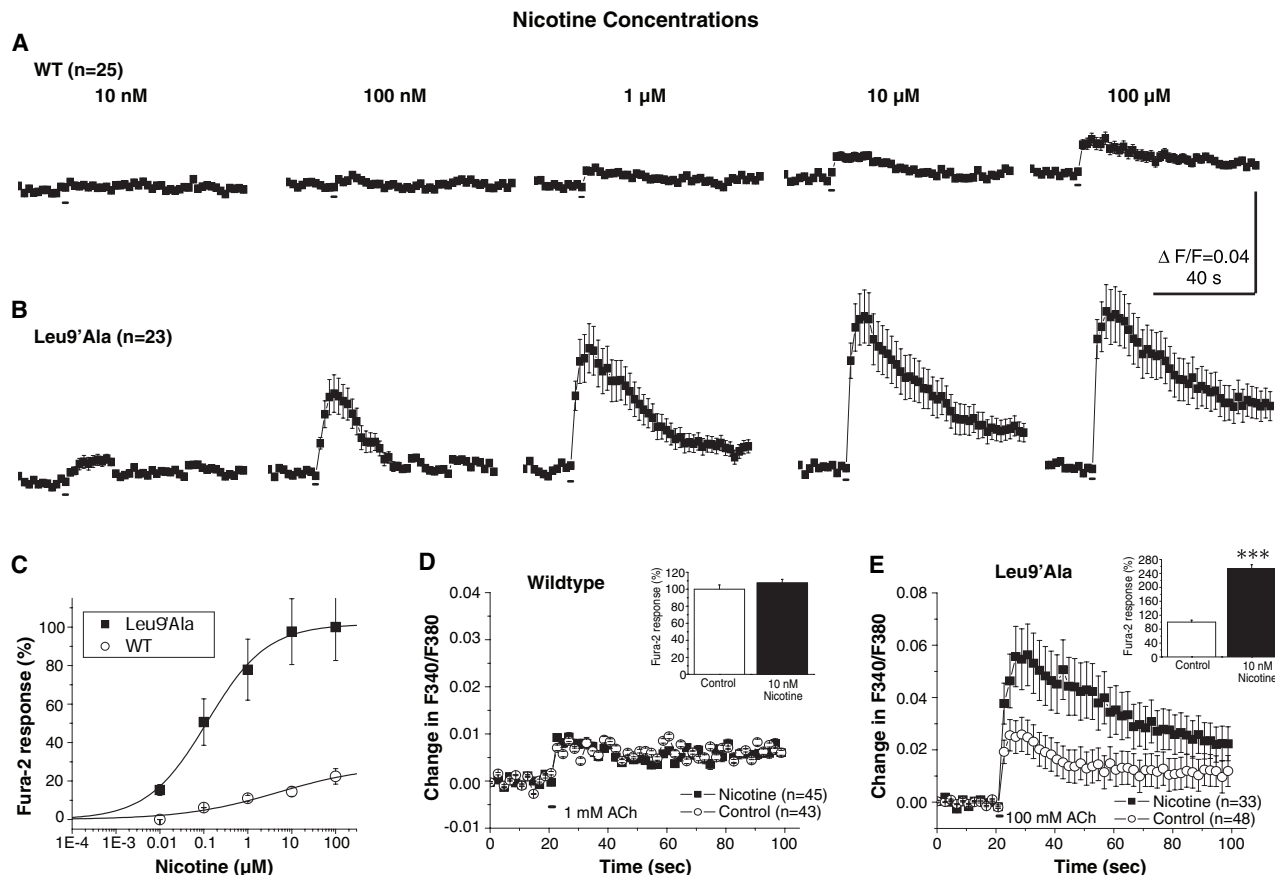 Nicotine Concentrations
A
WT (n=25)
10 nM
100 nM
1 µM
10 µM
100 µM
Δ F/F=0.04
40 s
B
Leu9'Ala (n=23)
C
Leu9'Ala
WT
Fura-2 response (%)
100
80
60
40
20
0
1E-4 1E-3 0.01 0.1 1 10 100
Nicotine (µM)
D
Wildtype
Change in F340/F380
0.04
0.03
0.02
0.01
0.00
-0.01
0 20 40 60 80 100
Time (sec)
1 mM ACh
Nicotine (n=45)
Control (n=43)
Fura-2 response (%)
120
100
80
60
40
20
0
Control
10 nM
Nicotine
E
Leu9'Ala
Change in F340/F380
0.08
0.06
0.04
0.02
0.00
0 20 40 60 80 100
Time (sec)
100 mM ACh
Nicotine (n=33)
Control (n=48)
Fura-2 response (%)
280
240
200
160
120
80
40
0
***
Control
10 nM
Nicotine